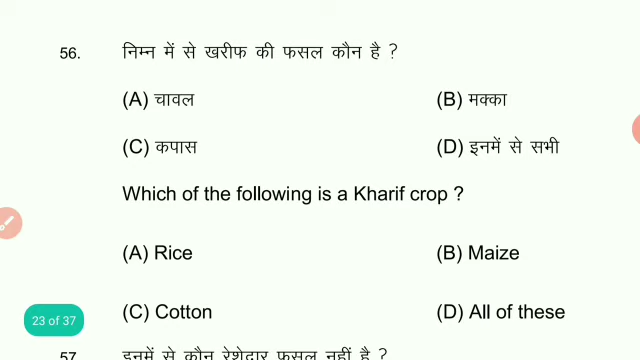 56. निम्न में से खरीफ की फसल कौन है ?
(A) चावल (B) मक्का
(C) कपास (D) इनमें से सभी
Which of the following is a Kharif crop ?
(A) Rice (B) Maize
(C) Cotton (D) All of these
23 of 37
57. इनमें से कौन रेशेदार फसल नहीं है ?